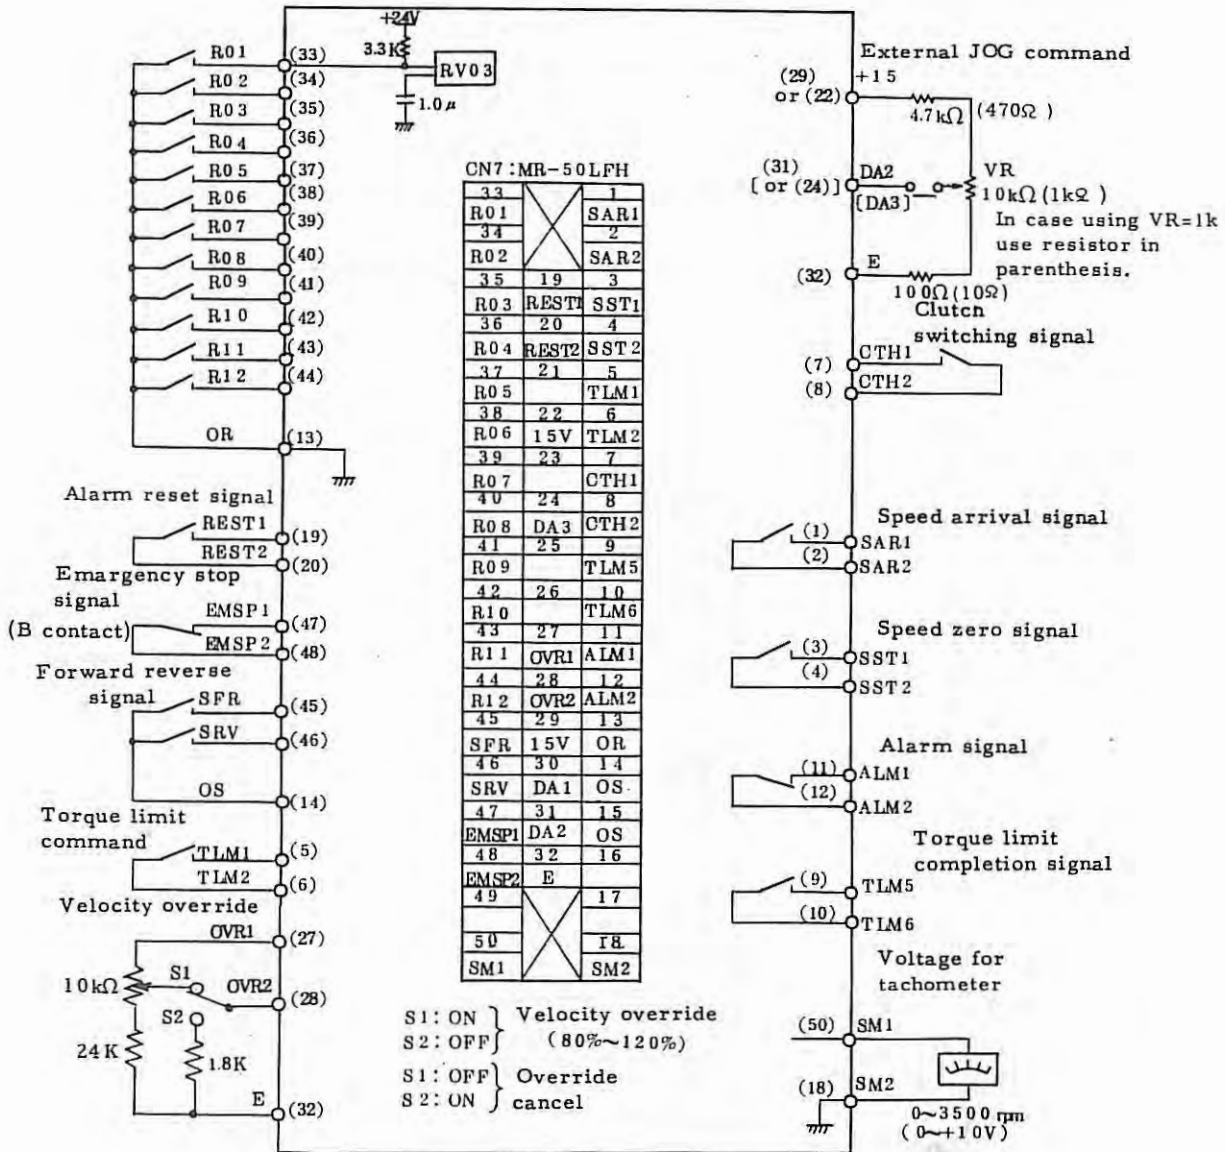 +24V
3.3K
RV03
1.0μ
R01 (33)
R02 (34)
R03 (35)
R04 (36)
R05 (37)
R06 (38)
R07 (39)
R08 (40)
R09 (41)
R10 (42)
R11 (43)
R12 (44)
OR (13)
Alarm reset signal
REST1 (19)
REST2 (20)
Emargency stop
signal
(B contact)
EMSP1 (47)
EMSP2 (48)
Forward reverse
signal
SFR (45)
SRV (46)
OS (14)
Torque limit
command
TLM1 (5)
TLM2 (6)
Velocity override
OVR1 (27)
10kΩ S1 OVR2 (28)
S2
24K 1.8K
E (32)
CN7:MR-50LFH
33 1
R01 SAR1
34 2
R02 SAR2
35 19 3
R03 REST1 SST1
36 20 4
R04 REST2 SST2
37 21 5
R05 TLM1
38 22 6
R06 15V TLM2
39 23 7
R07 CTH1
40 24 8
R08 DA3 CTH2
41 25 9
R09 TLM5
42 26 10
R10 TLM6
43 27 11
R11 OVR1 ALM1
44 28 12
R12 OVR2 ALM2
45 29 13
SFR 15V OR
46 30 14
SRV DA1 OS
47 31 15
EMSP1 DA2 OS
48 32 16
EMSP2 E
49 17
50 18
SM1 SM2
S1: ON
S2: OFF
Velocity override
(80%~120%)
S1: OFF
S2: ON
Override
cancel
External JOG command
(29) +15
or (22)
4.7kΩ (470Ω)
(31) DA2
[or (24)] [DA3]
VR
10kΩ(1kΩ)
In case using VR=1k
use resistor in
parenthesis.
(32) E
100Ω(10Ω)
Clutch
switching signal
(7) CTH1
(8) CTH2
Speed arrival signal
(1) SAR1
(2) SAR2
Speed zero signal
(3) SST1
(4) SST2
Alarm signal
(11) ALM1
(12) ALM2
Torque limit
completion signal
(9) TLM5
(10) TLM6
Voltage for
tachometer
(50) SM1
(18) SM2
0~3500 rpm
(0~+10V)